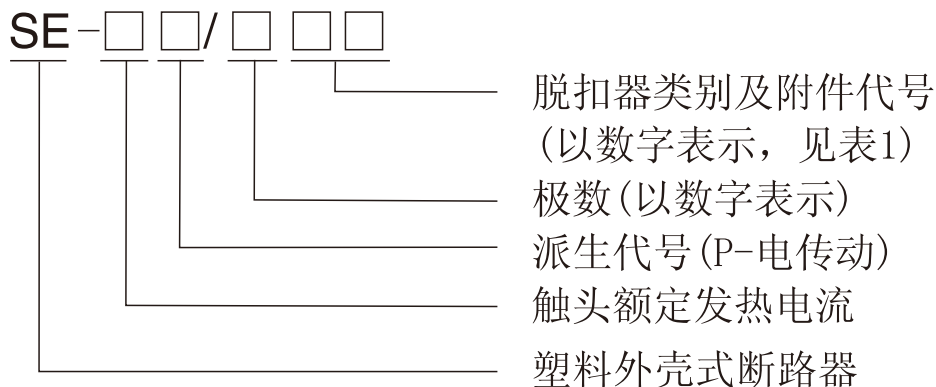 SE-□□/□□□
脱扣器类别及附件代号
(以数字表示，见表1)
极数(以数字表示)
派生代号(P-电传动)
触头额定发热电流
塑料外壳式断路器